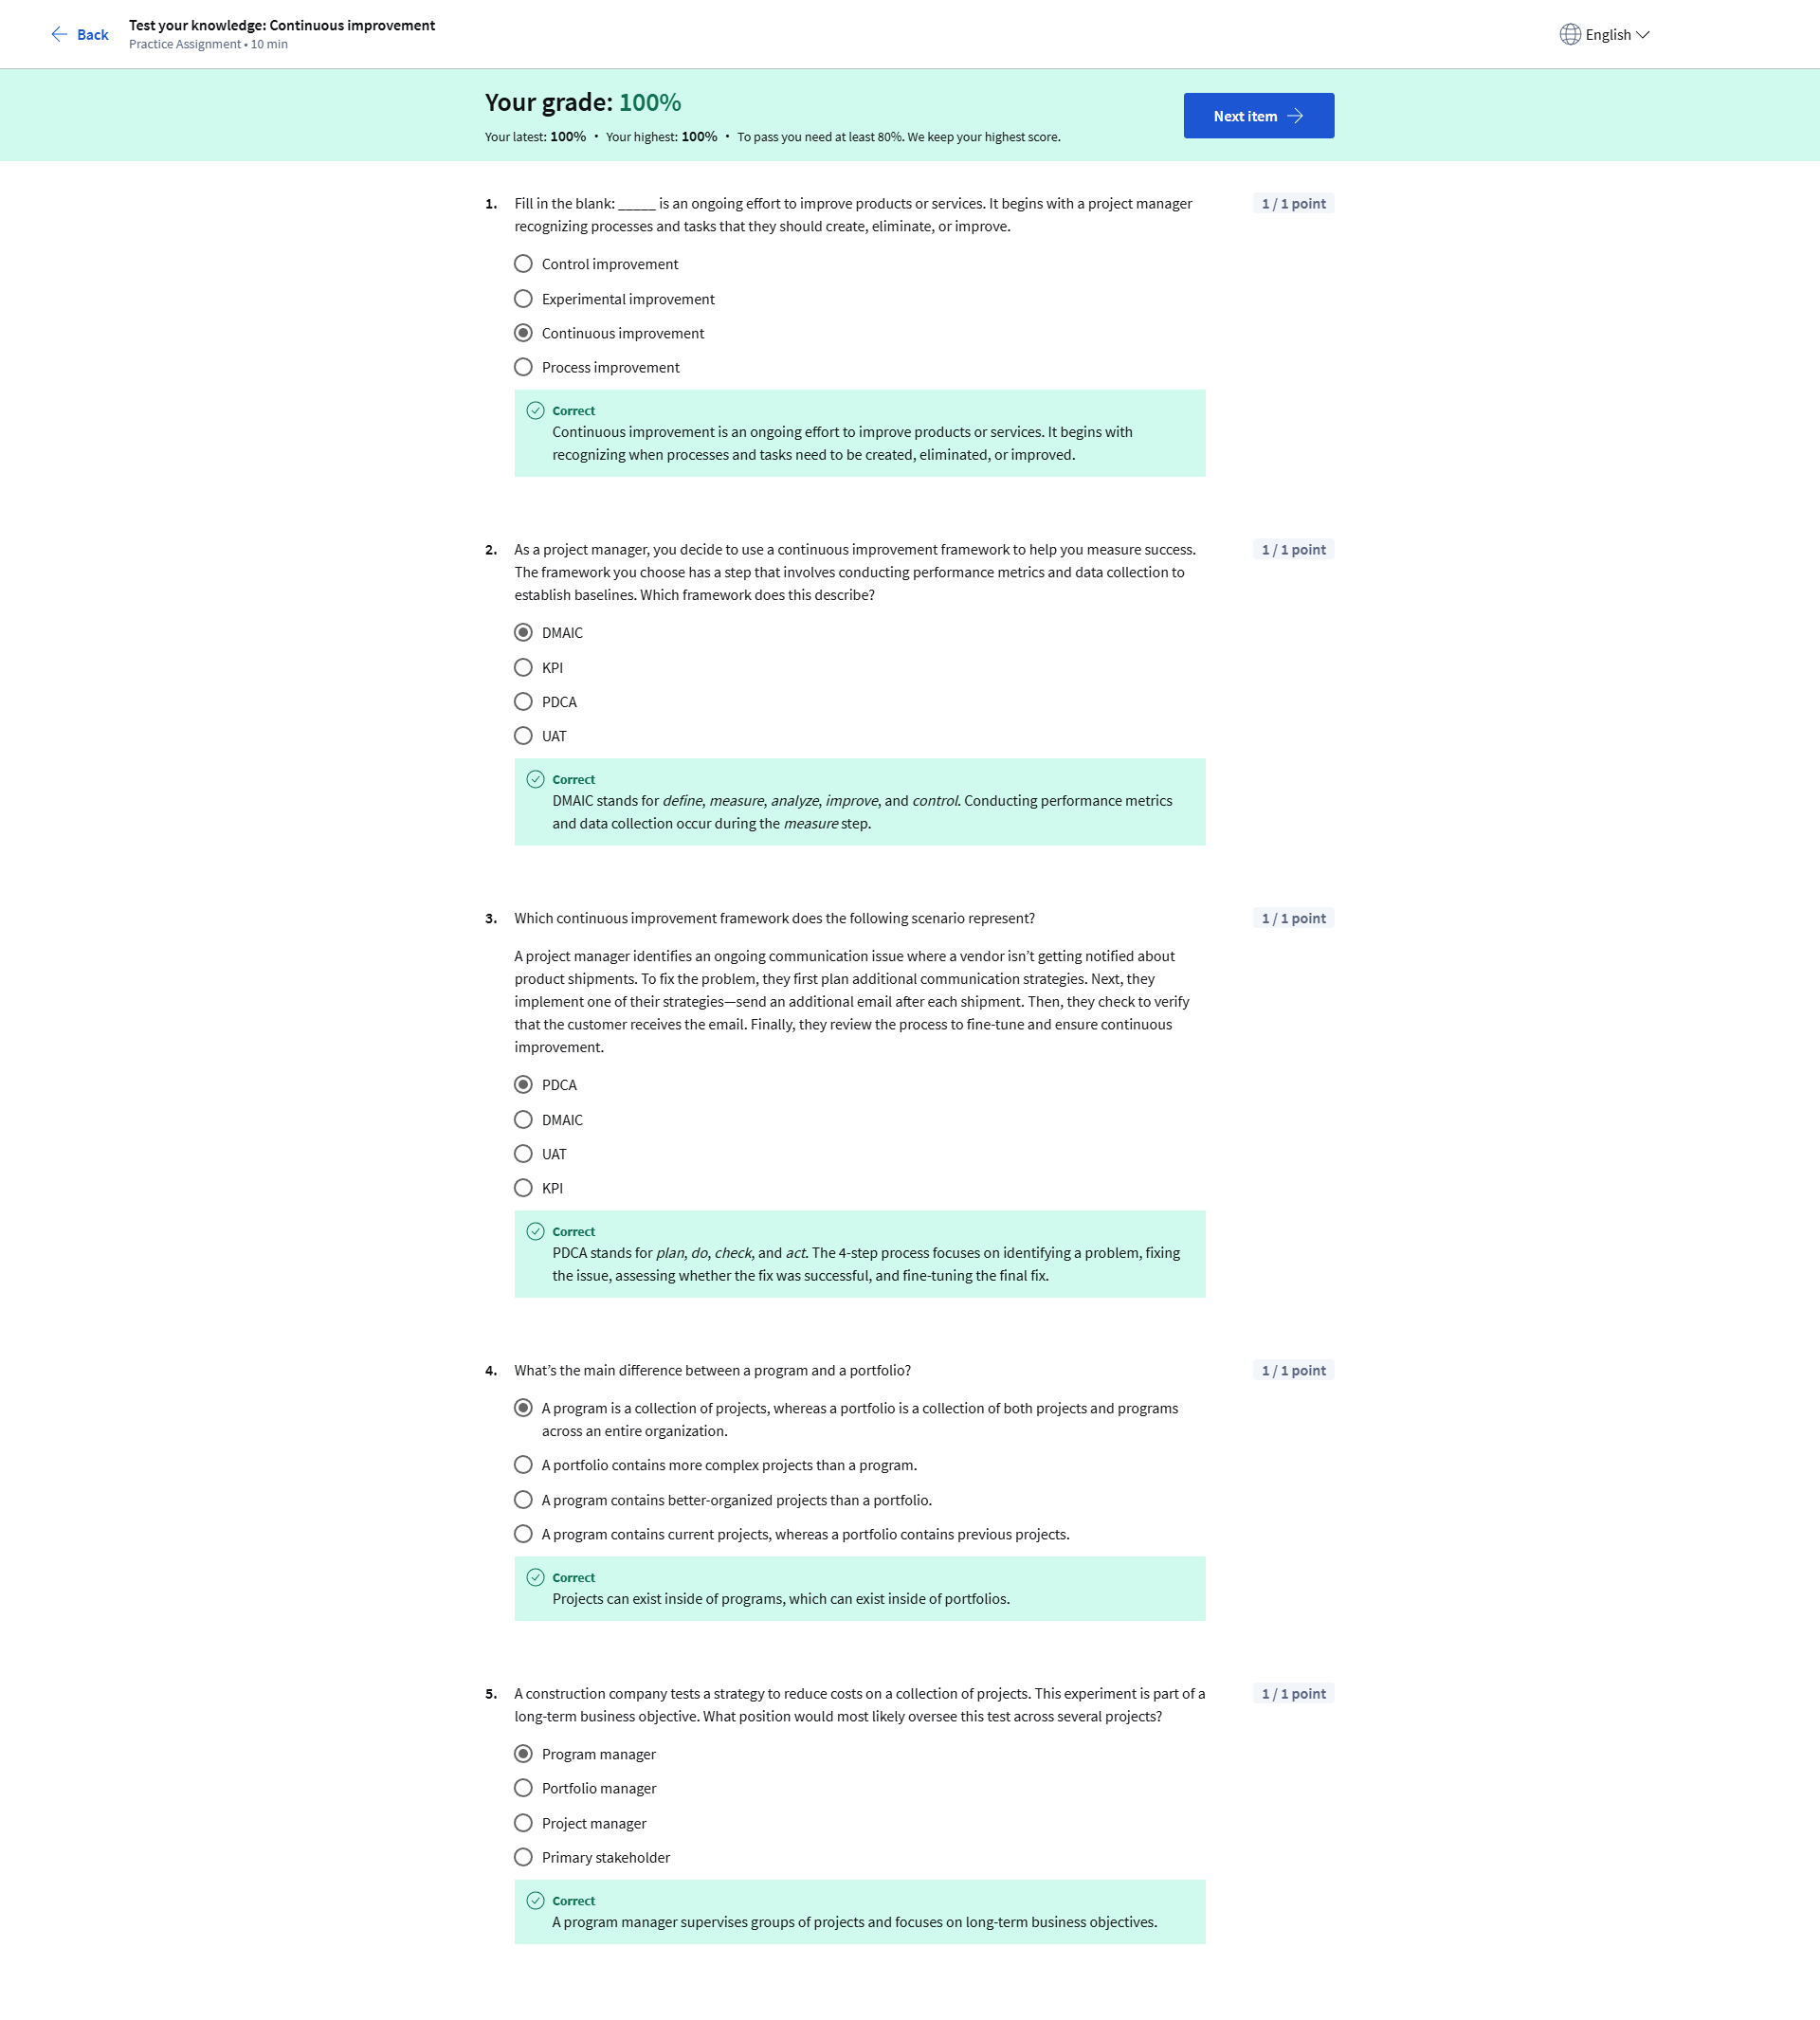 Back
Test your knowledge: Continuous improvement
Practice Assignment • 10 min
English
Your grade: 100%
Your latest: 100% • Your highest: 100% • To pass you need at least 80%. We keep your highest score.
Next item
1. Fill in the blank: _____ is an ongoing effort to improve products or services. It begins with a project manager
recognizing processes and tasks that they should create, eliminate, or improve.
1 / 1 point
Control improvement
Experimental improvement
Continuous improvement
Process improvement
Correct
Continuous improvement is an ongoing effort to improve products or services. It begins with
recognizing when processes and tasks need to be created, eliminated, or improved.
2. As a project manager, you decide to use a continuous improvement framework to help you measure success.
The framework you choose has a step that involves conducting performance metrics and data collection to
establish baselines. Which framework does this describe?
1 / 1 point
DMAIC
KPI
PDCA
UAT
Correct
DMAIC stands for define, measure, analyze, improve, and control. Conducting performance metrics
and data collection occur during the measure step.
3. Which continuous improvement framework does the following scenario represent?
1 / 1 point
A project manager identifies an ongoing communication issue where a vendor isn’t getting notified about
product shipments. To fix the problem, they first plan additional communication strategies. Next, they
implement one of their strategies—send an additional email after each shipment. Then, they check to verify
that the customer receives the email. Finally, they review the process to fine-tune and ensure continuous
improvement.
PDCA
DMAIC
UAT
KPI
Correct
PDCA stands for plan, do, check, and act. The 4-step process focuses on identifying a problem, fixing
the issue, assessing whether the fix was successful, and fine-tuning the final fix.
4. What’s the main difference between a program and a portfolio?
1 / 1 point
A program is a collection of projects, whereas a portfolio is a collection of both projects and programs
across an entire organization.
A portfolio contains more complex projects than a program.
A program contains better-organized projects than a portfolio.
A program contains current projects, whereas a portfolio contains previous projects.
Correct
Projects can exist inside of programs, which can exist inside of portfolios.
5. A construction company tests a strategy to reduce costs on a collection of projects. This experiment is part of a
long-term business objective. What position would most likely oversee this test across several projects?
1 / 1 point
Program manager
Portfolio manager
Project manager
Primary stakeholder
Correct
A program manager supervises groups of projects and focuses on long-term business objectives.